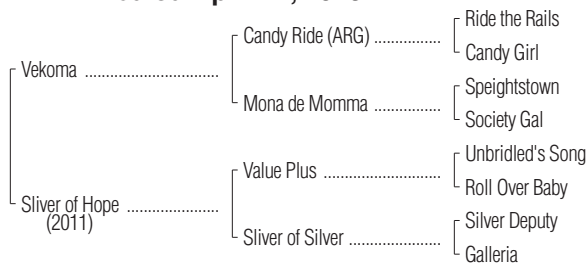 Ride the Rails
Candy Ride (ARG) ..................
Candy Girl
Vekoma ..............................
Speightstown
Mona de Momma ...............
Society Gal
Unbridled's Song
Value Plus ............................
Roll Over Baby
Sliver of Hope ....................
(2011)
Silver Deputy
Sliver of Silver ......................
Galleria